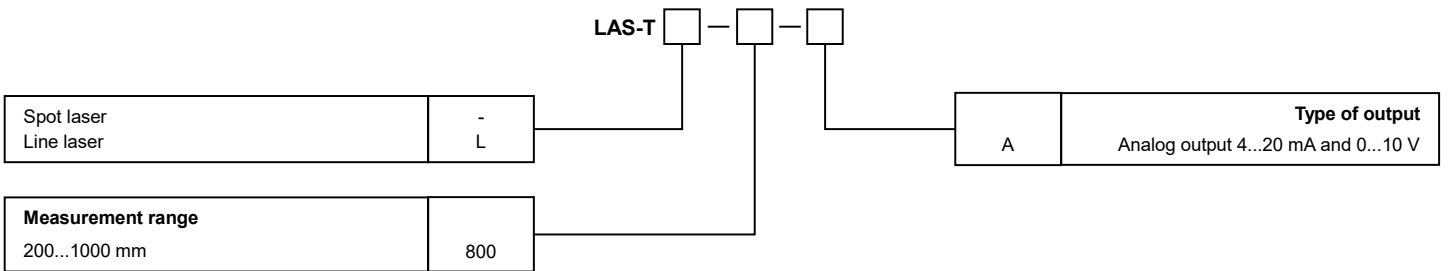 LAS-T — —
Spot laser -
Line laser L
Type of output
A Analog output 4...20 mA and 0...10 V
Measurement range
200...1000 mm 800